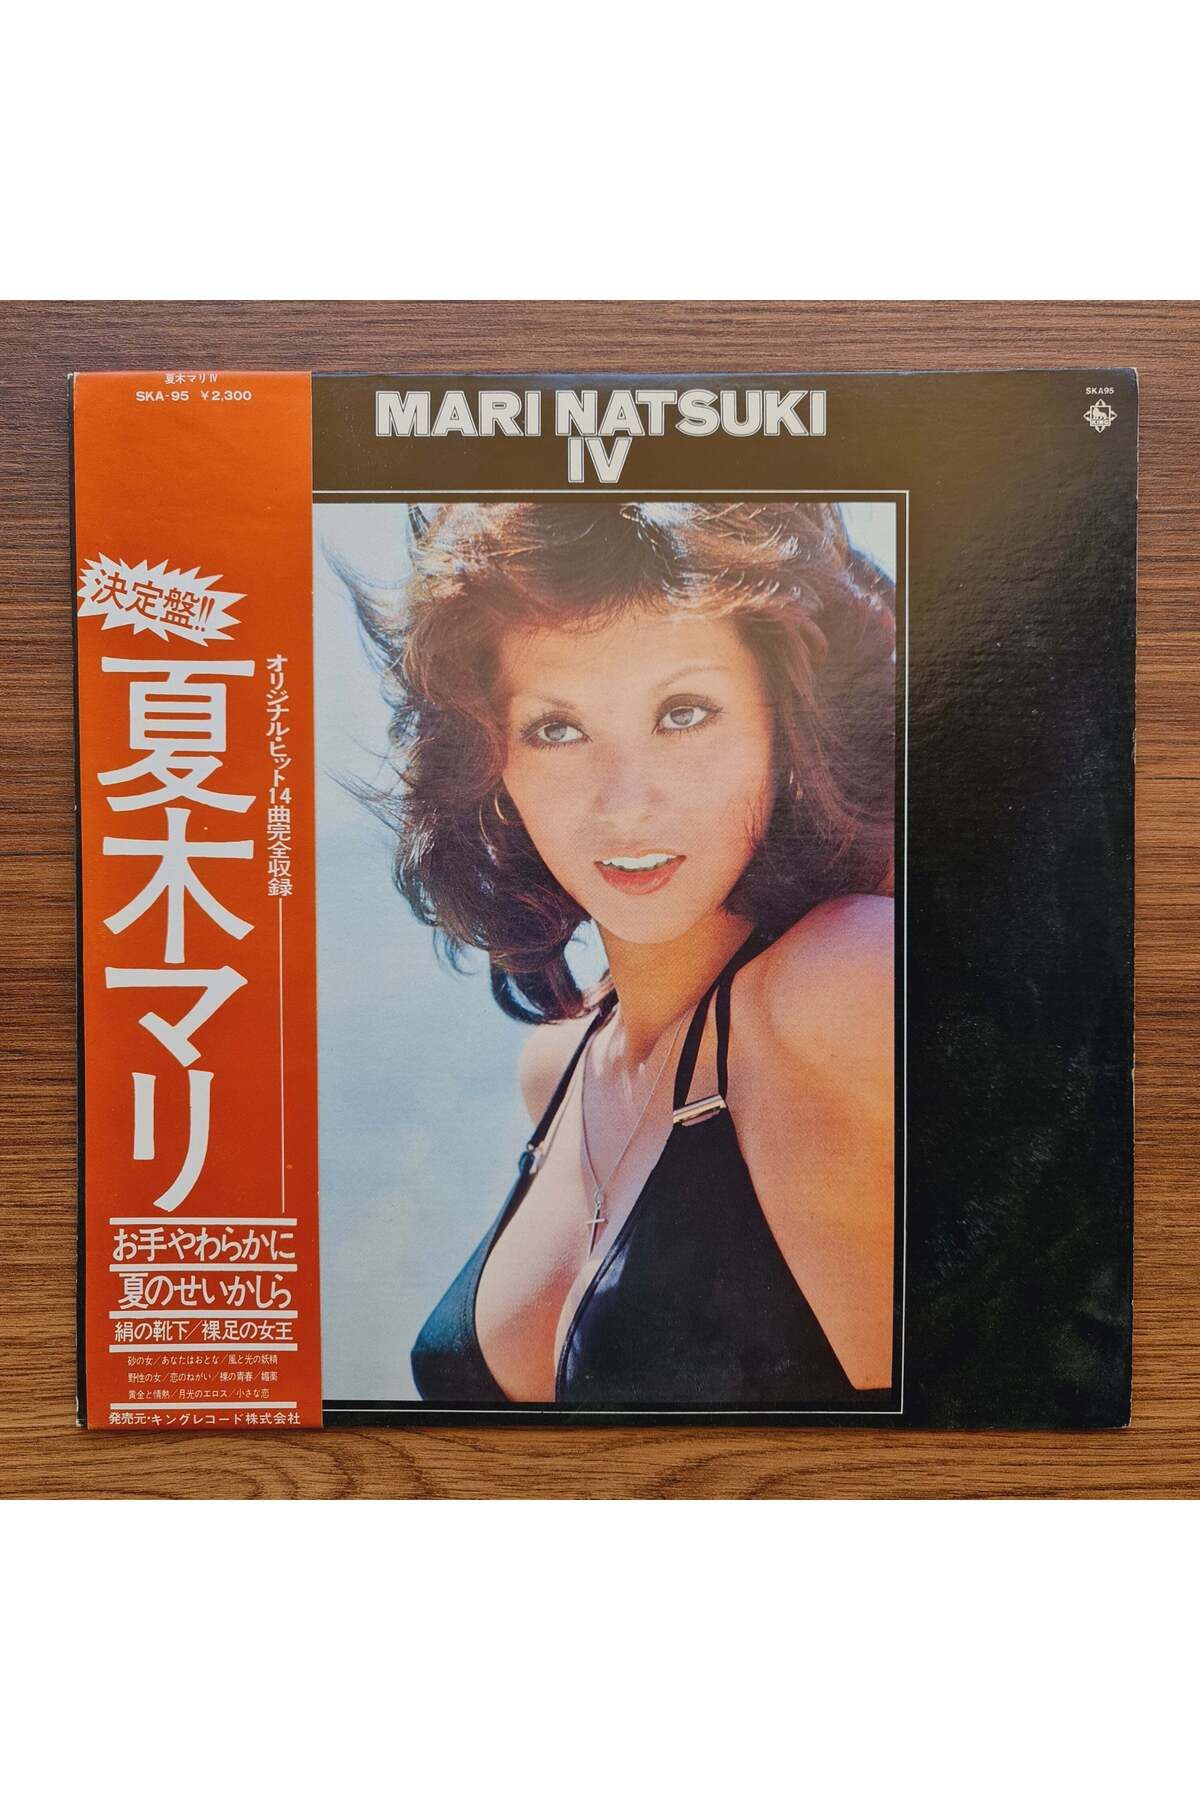 夏木マリ IV
SKA-95 ¥2,300
決定盤!!
オリジナル・ヒット14曲完全収録
夏木マリ
お手やわらかに
夏のせいかしら
絹の靴下/裸足の女王
砂の女/あなたはおとな/風と光の妖精
野性の女/恋のねがい/裸の青春/媚薬
黄金と情熱/月光のエロス/小さな恋
発売元・キングレコード株式会社
MARI NATSUKI
IV
SKA95
KING